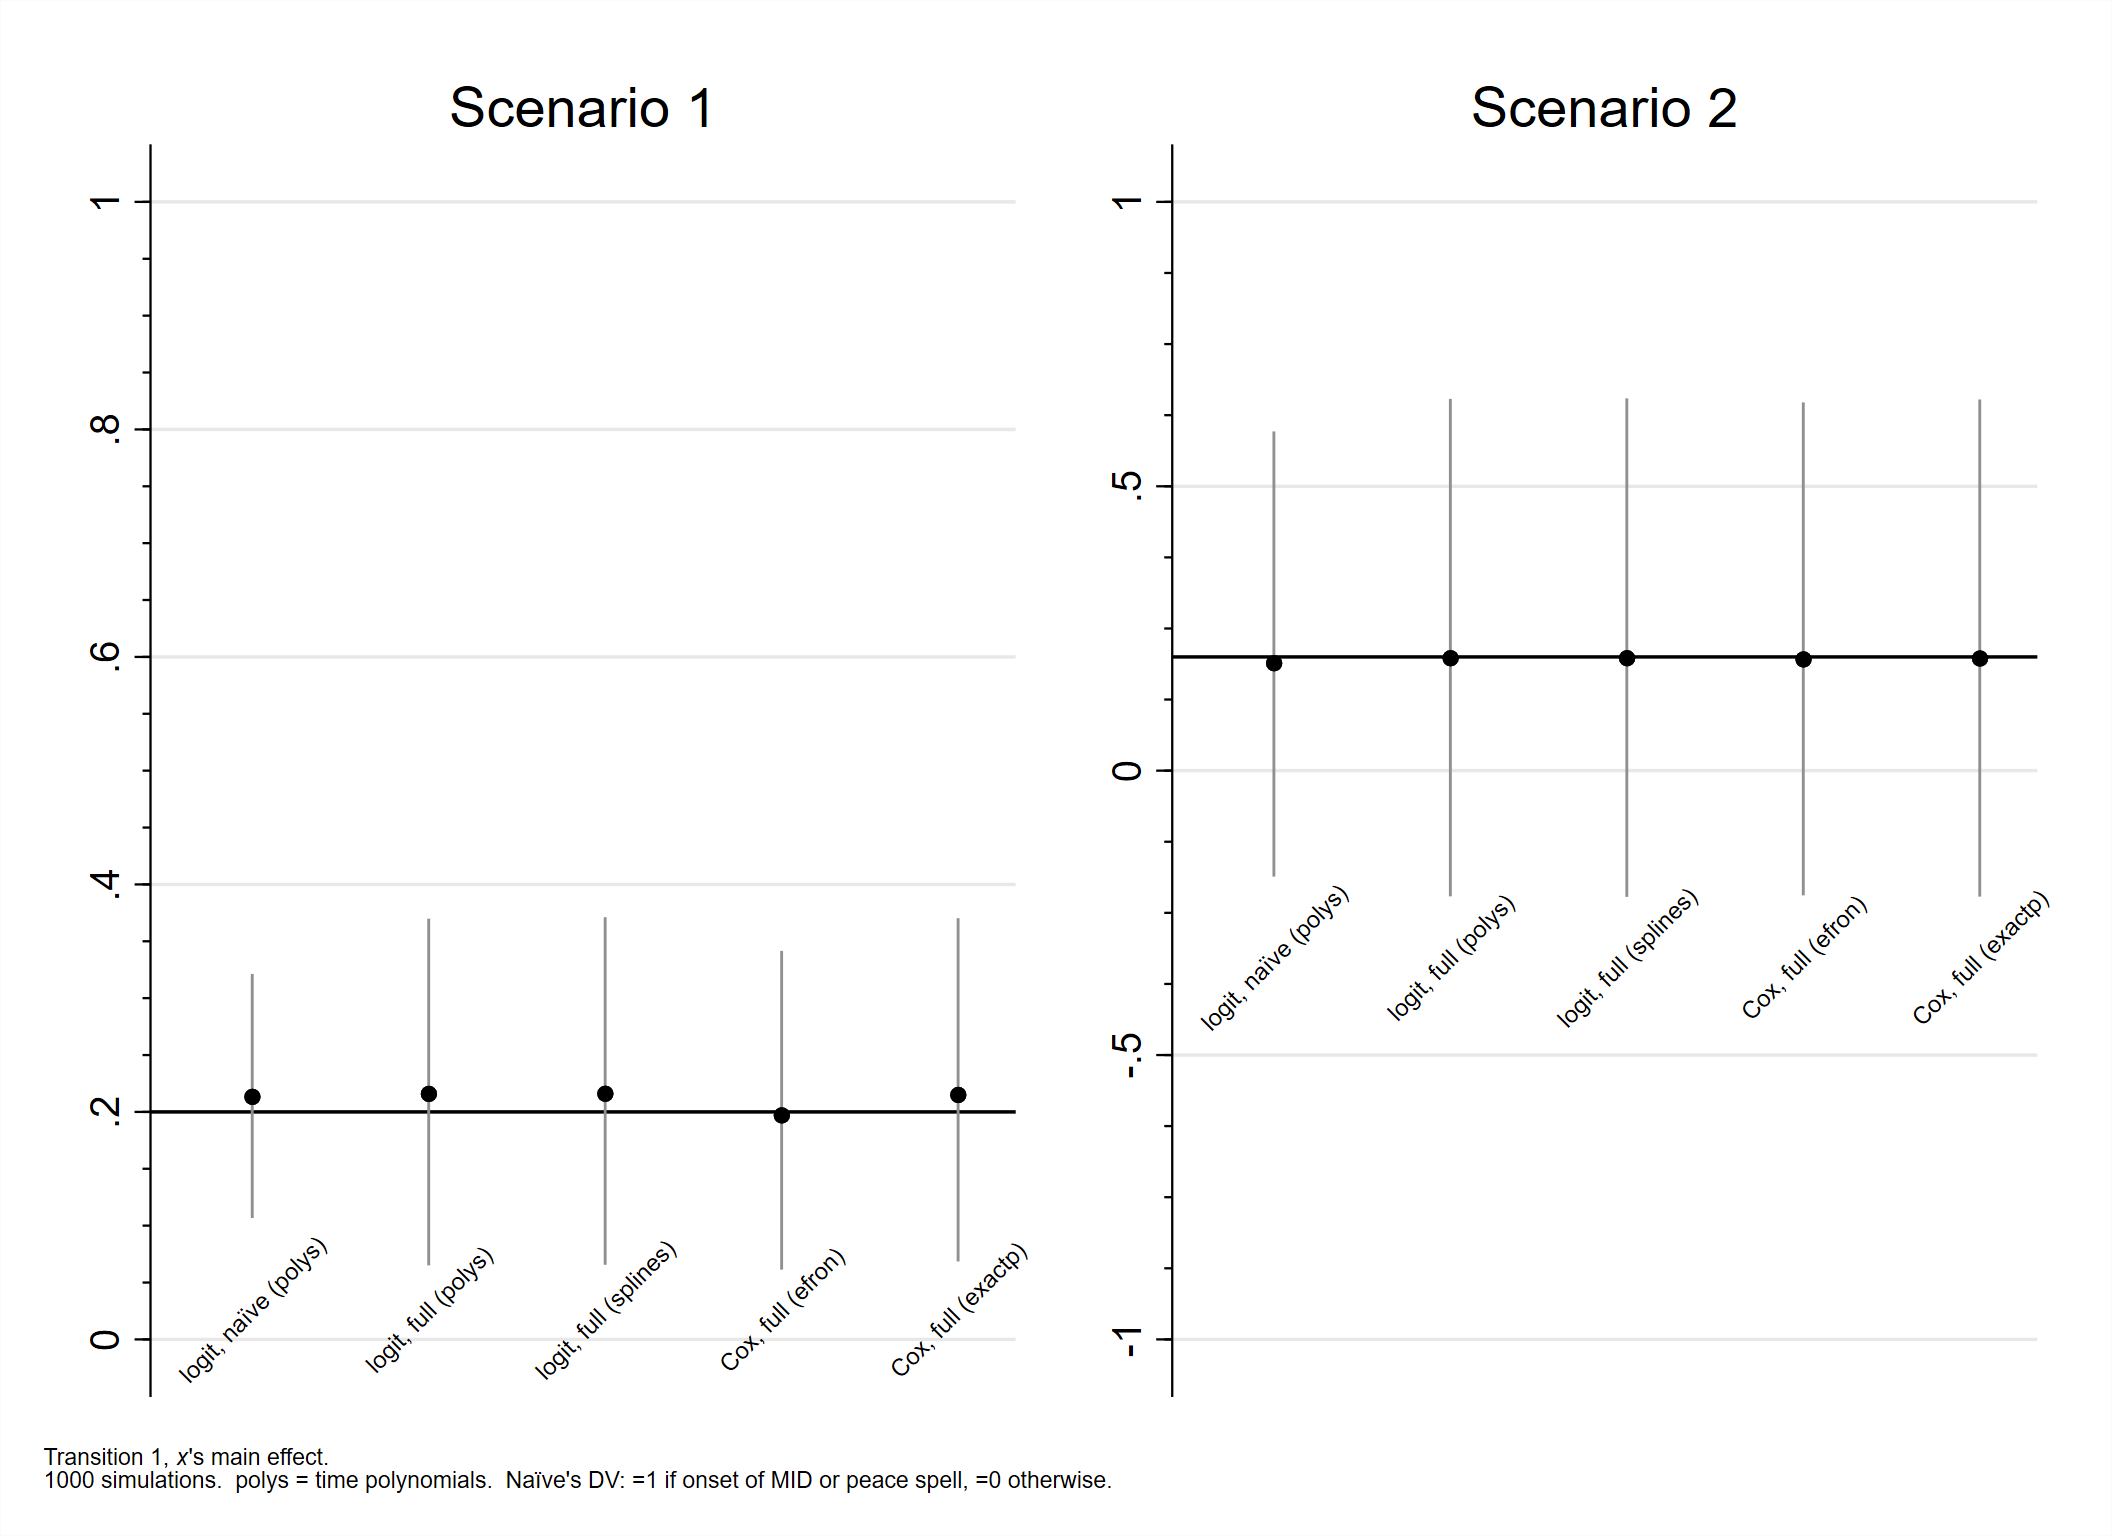 Scenario 1
1
.8
.6
.4
.2
0
logit, naïve (polys)
logit, full (polys)
logit, full (splines)
Cox, full (efron)
Cox, full (exactp)
Scenario 2
1
.5
0
-.5
-1
logit, naïve (polys)
logit, full (polys)
logit, full (splines)
Cox, full (efron)
Cox, full (exactp)
Transition 1, x's main effect.
1000 simulations.  polys = time polynomials.  Naïve's DV: =1 if onset of MID or peace spell, =0 otherwise.